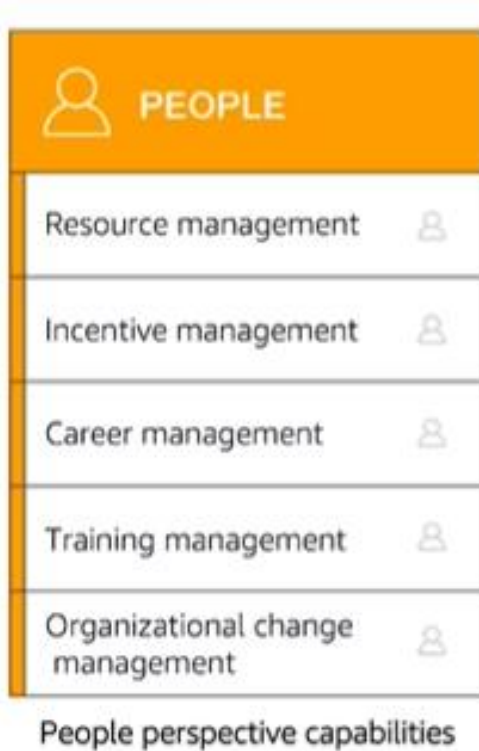 PEOPLE
Resource management
Incentive management
Career management
Training management
Organizational change
management
People perspective capabilities